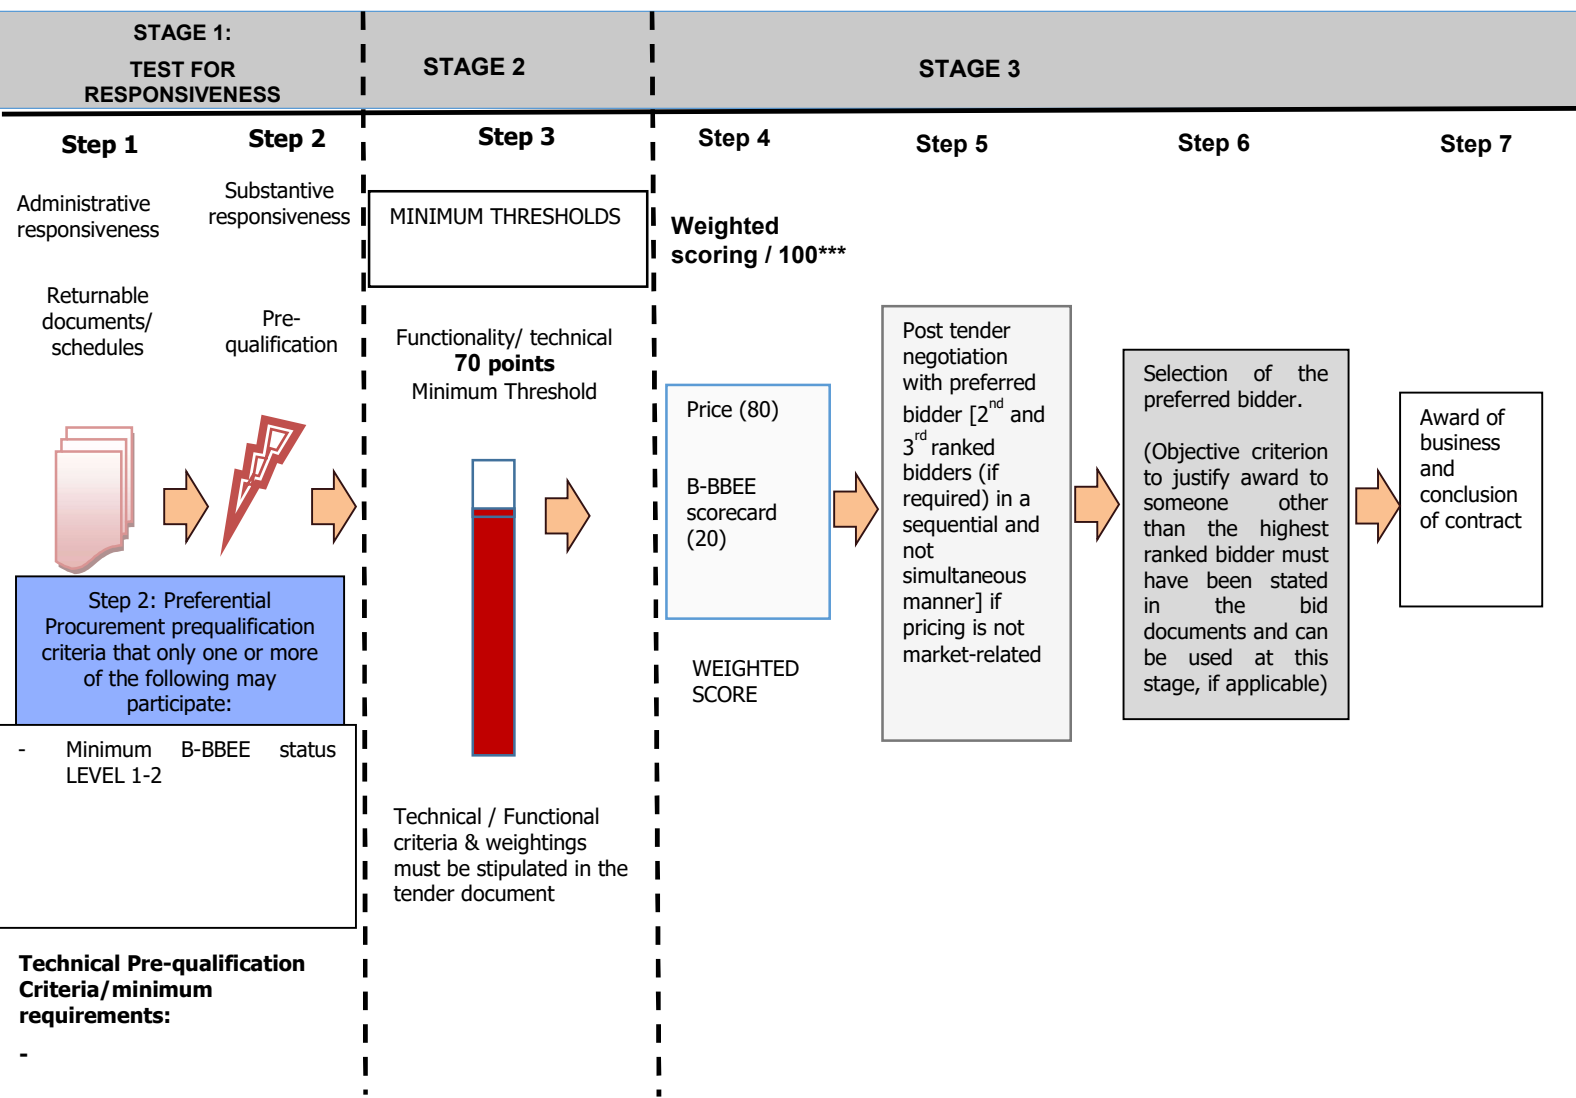 STAGE 1:
TEST FOR
RESPONSIVENESS
STAGE 2
STAGE 3
Step 1
Step 2
Step 3
Step 4
Step 5
Step 6
Step 7
Administrative
responsiveness
Returnable
documents/
schedules
Substantive
responsiveness
Pre-
qualification
Step 2: Preferential
Procurement prequalification
criteria that only one or more
of the following may
participate:
- Minimum B-BBEE status
LEVEL 1-2
Technical Pre-qualification
Criteria/minimum
requirements:
-
MINIMUM THRESHOLDS
Functionality/ technical
70 points
Minimum Threshold
Technical / Functional
criteria & weightings
must be stipulated in the
tender document
Weighted
scoring / 100***
Price (80)
B-BBEE
scorecard
(20)
WEIGHTED
SCORE
Post tender
negotiation
with preferred
bidder [2nd and
3rd ranked
bidders (if
required) in a
sequential and
not
simultaneous
manner] if
pricing is not
market-related
Selection of the
preferred bidder.
(Objective criterion
to justify award to
someone other
than the highest
ranked bidder must
have been stated
in the bid
documents and can
be used at this
stage, if applicable)
Award of
business
and
conclusion
of contract